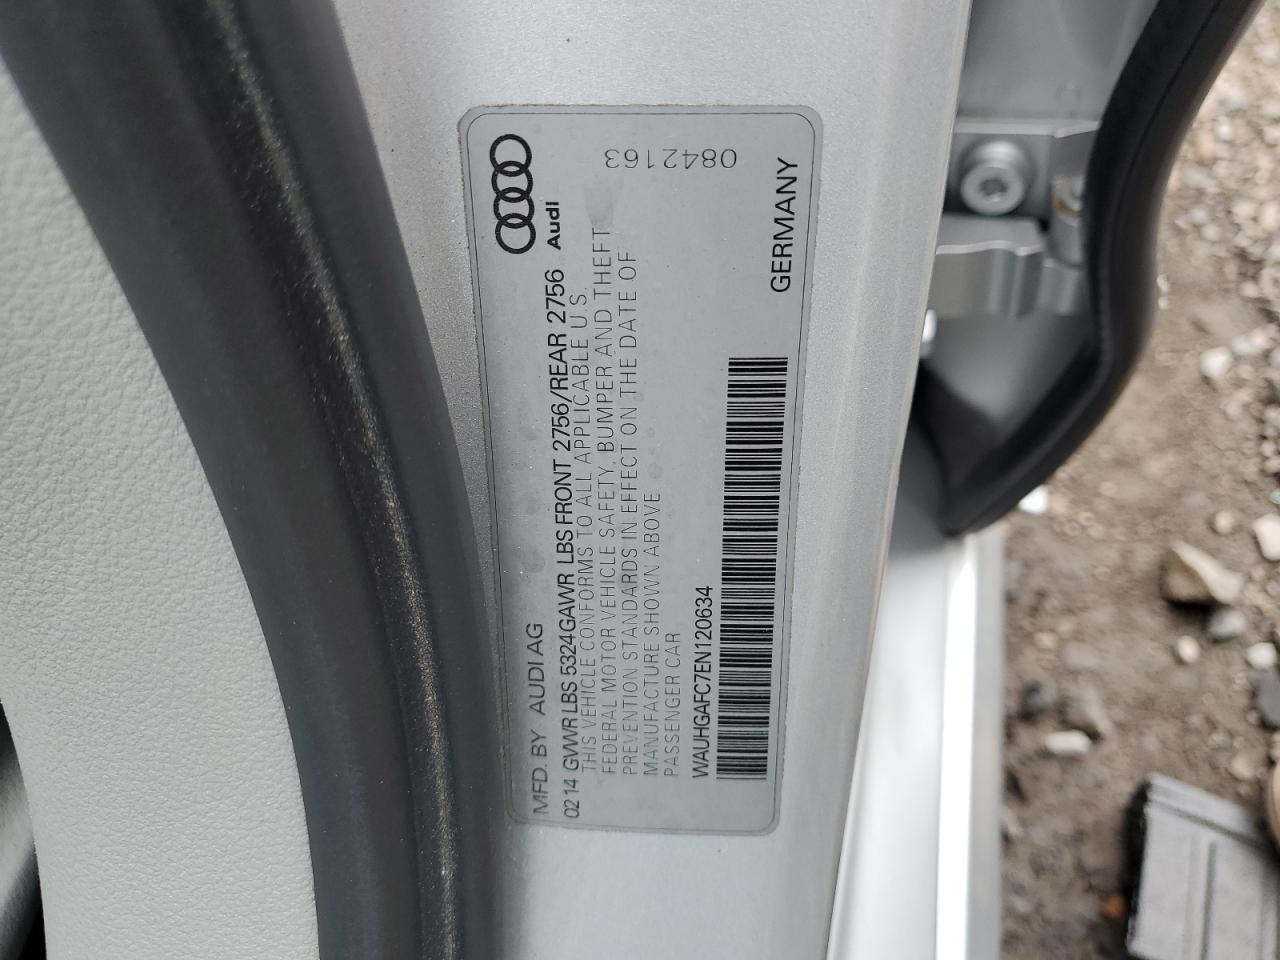 MFD. BY AUDI AG
Audi
02 14 GVWR LBS 5324GAWR LBS FRONT 2756/REAR 2756
THIS VEHICLE CONFORMS TO ALL APPLICABLE U S.
FEDERAL MOTOR VEHICLE SAFETY, BUMPER AND THEFT
PREVENTION STANDARDS IN EFFECT ON THE DATE OF
MANUFACTURE SHOWN ABOVE
PASSENGER CAR
WAUHGAFC7EN120634
GERMANY
0842163